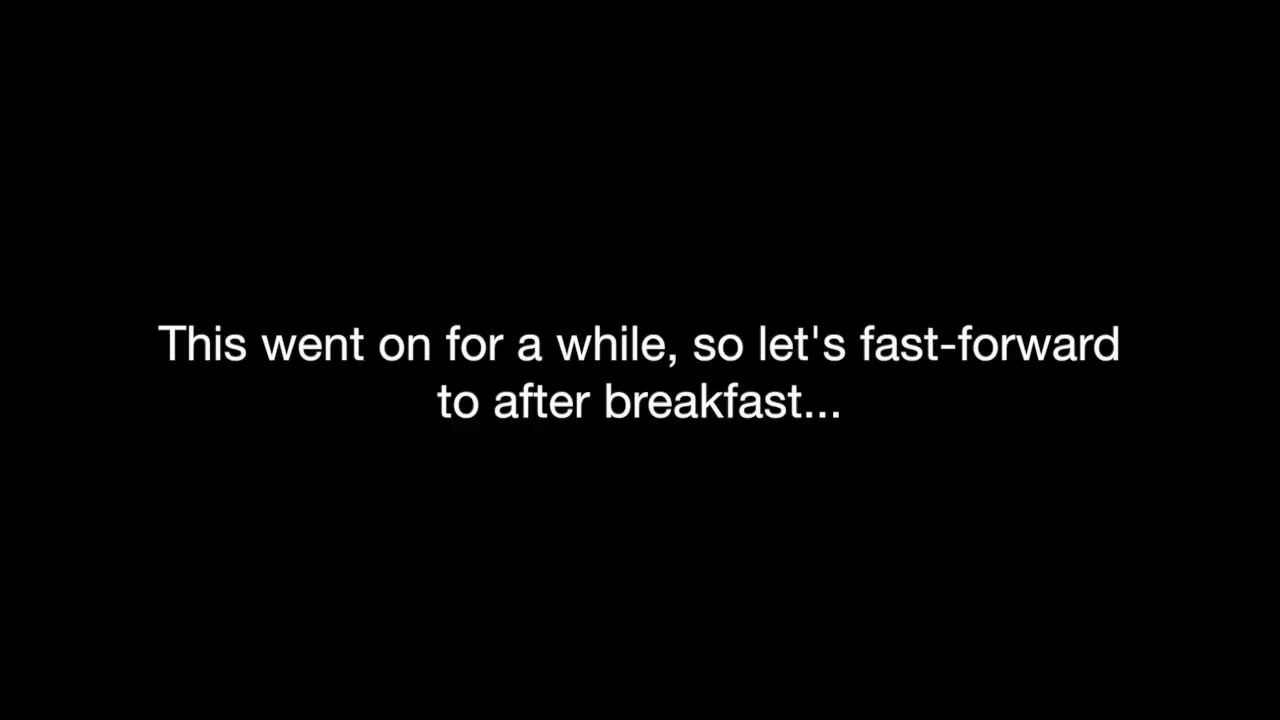 This went on for a while, so let's fast-forward
to after breakfast...